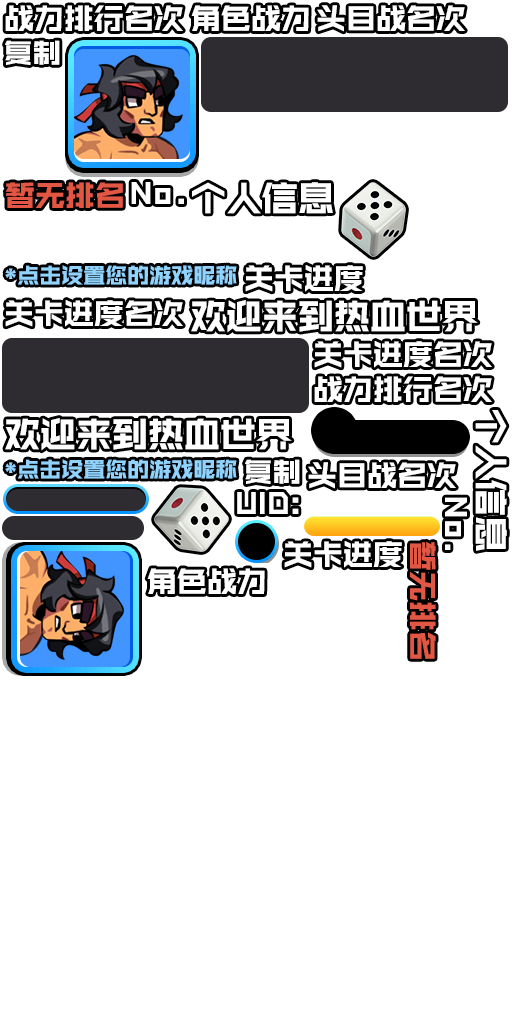 战力排行名次 角色战力 头目战名次
复制
暂无排名 No. 个人信息
*点击设置您的游戏昵称 关卡进度
关卡进度名次 欢迎来到热血世界
关卡进度名次
战力排行名次
欢迎来到热血世界
个人信息
*点击设置您的游戏昵称 复制 头目战名次
UID:
No.
关卡进度
暂无排名
角色战力